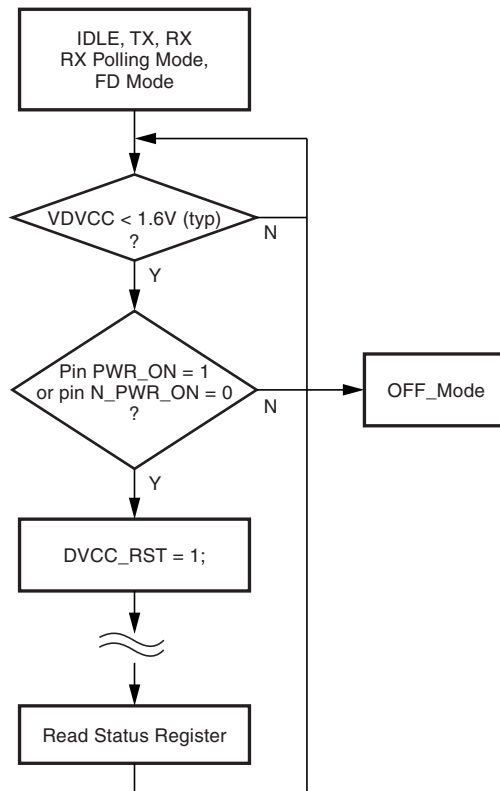 IDLE, TX, RX
RX Polling Mode,
FD Mode
VDVCC < 1.6V (typ)
?
N
Y
Pin PWR_ON = 1
or pin N_PWR_ON = 0
?
N
OFF_Mode
Y
DVCC_RST = 1;
Read Status Register